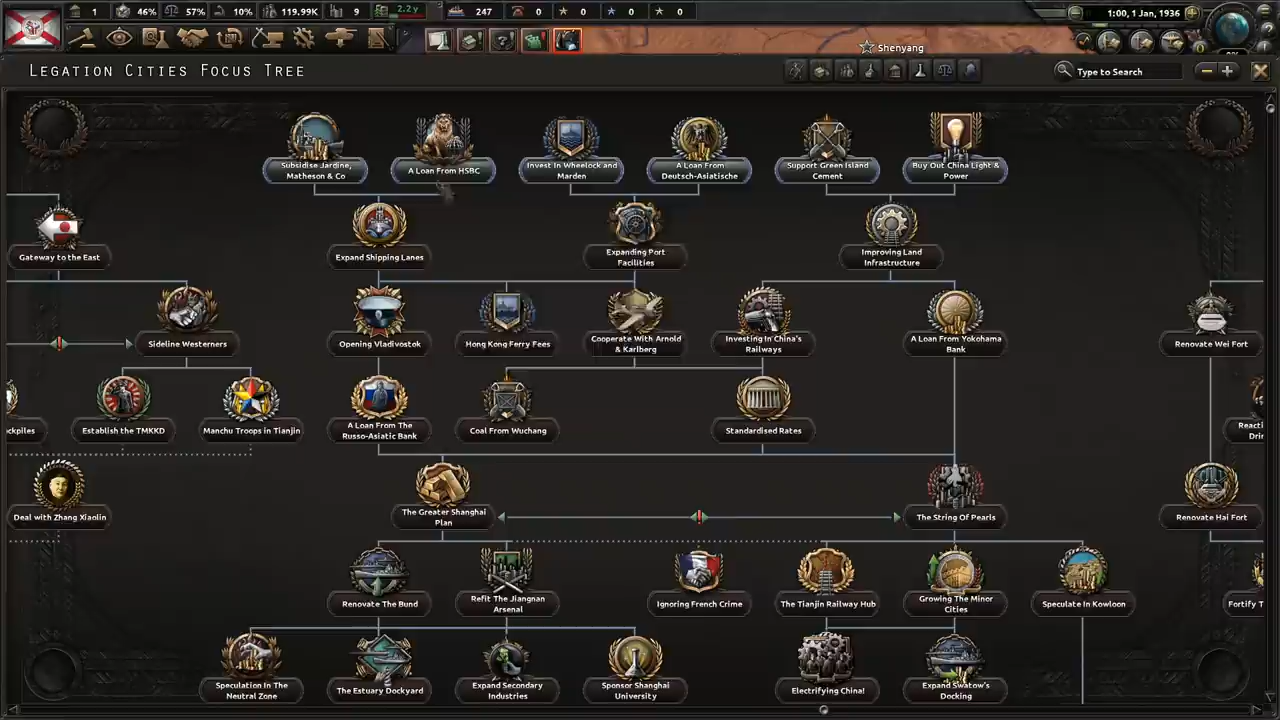 1 46% 57% 10% 119.99K 9 2.2 y 247 0 0 0 0 1:00, 1 Jan, 1936
Shenyang
LEGATION CITIES FOCUS TREE
Type to Search
Subsidise Jardine,
Matheson & Co
A Loan From HSBC
Invest In Wheelock and
Marden
A Loan From
Deutsch-Asiatische
Support Green Island
Cement
Buy Out China Light &
Power
Gateway to the East
Expand Shipping Lanes
Expanding Port
Facilities
Improving Land
Infrastructure
Sideline Westerners
Opening Vladivostok
Hong Kong Ferry Fees
Cooperate With Arnold
& Karlberg
Investing In China's
Railways
A Loan From Yokohama
Bank
Renovate Wei Fort
ckpiles
Establish the TMKKD
Manchu Troops in Tianjin
A Loan From The
Russo-Asiatic Bank
Coal From Wuchang
Standardised Rates
Reacti
Dri
Deal with Zhang Xiaolin
The Greater Shanghai
Plan
The String Of Pearls
Renovate Hai Fort
Renovate The Bund
Refit The Jiangnan
Arsenal
Ignoring French Crime
The Tianjin Railway Hub
Growing The Minor
Cities
Speculate In Kowloon
Fortify T
Speculation In The
Neutral Zone
The Estuary Dockyard
Expand Secondary
Industries
Sponsor Shanghai
University
Electrifying China!
Expand Swatow's
Docking